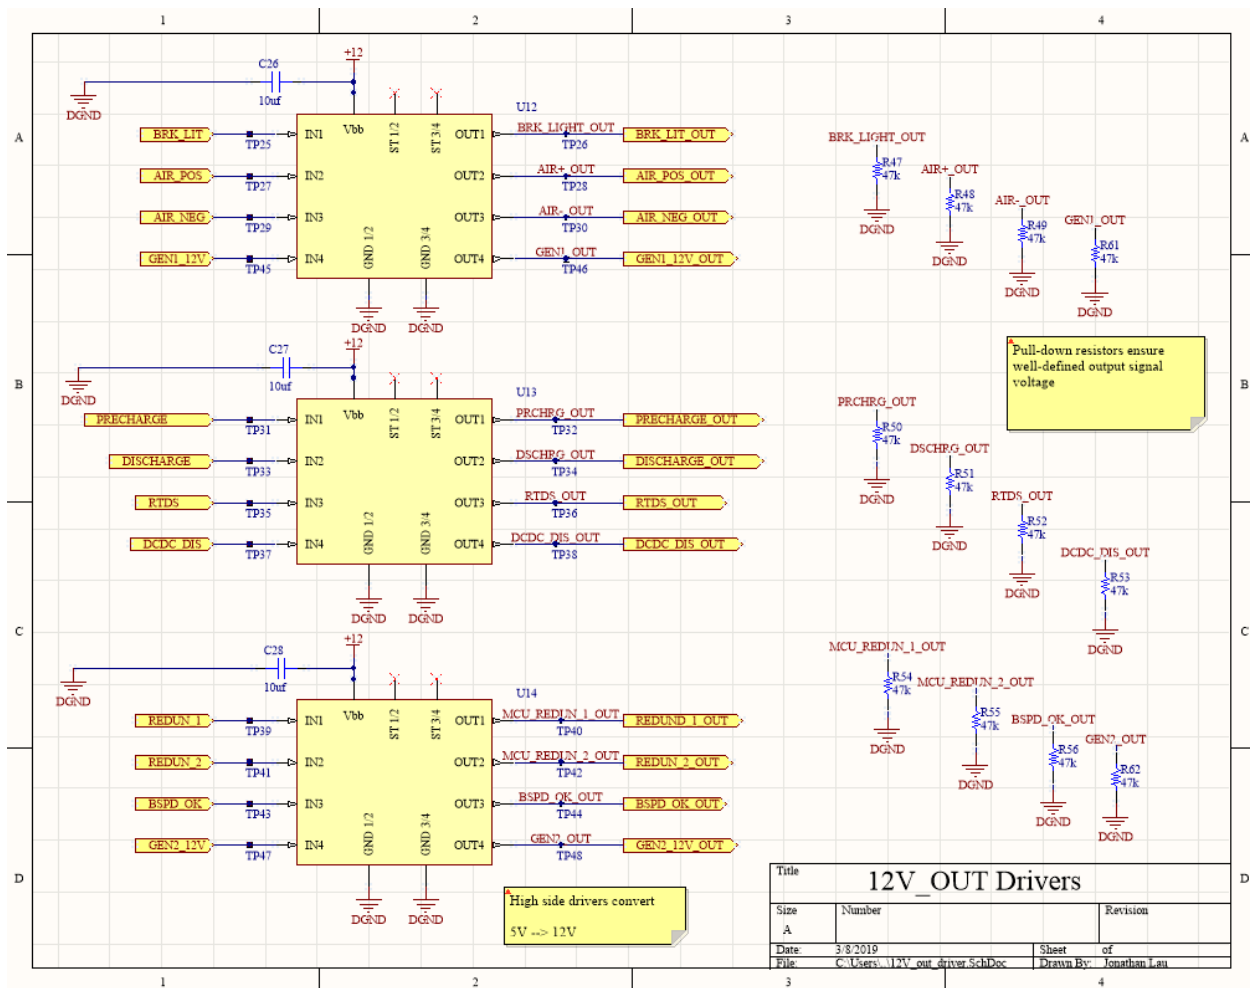 1 2 3 4
A A
B B
C C
D D
1 2 3 4
+12
C26
10uf
DGND
U12
BRK_LIT TP25 IN1 Vbb ST 1/2 ST 3/4 OUT1 BRK_LIGHT_OUT TP26 BRK_LIT_OUT
AIR_POS TP27 IN2 OUT2 AIR+_OUT TP28 AIR_POS_OUT
AIR_NEG TP29 IN3 OUT3 AIR-_OUT TP30 AIR_NEG_OUT
GEN1_12V TP45 IN4 GND 1/2 GND 3/4 OUT4 GEN1_OUT TP46 GEN1_12V_OUT
DGND DGND
+12
C27
10uf
DGND
U13
PRECHARGE TP31 IN1 Vbb ST 1/2 ST 3/4 OUT1 PRCHRG_OUT TP32 PRECHARGE_OUT
DISCHARGE TP33 IN2 OUT2 DSCHRG_OUT TP34 DISCHARGE_OUT
RTDS TP35 IN3 OUT3 RTDS_OUT TP36 RTDS_OUT
DCDC_DIS TP37 IN4 GND 1/2 GND 3/4 OUT4 DCDC_DIS_OUT TP38 DCDC_DIS_OUT
DGND DGND
+12
C28
10uf
DGND
U14
REDUN_1 TP39 IN1 Vbb ST 1/2 ST 3/4 OUT1 MCU_REDUN_1_OUT TP40 REDUND_1_OUT
REDUN_2 TP41 IN2 OUT2 MCU_REDUN_2_OUT TP42 REDUN_2_OUT
BSPD_OK TP43 IN3 OUT3 BSPD_OK_OUT TP44 BSPD_OK_OUT
GEN2_12V TP47 IN4 GND 1/2 GND 3/4 OUT4 GEN2_OUT TP48 GEN2_12V_OUT
DGND DGND
High side drivers convert
5V --> 12V
BRK_LIGHT_OUT
R47
47k
DGND
AIR+_OUT
R48
47k
DGND
AIR-_OUT
R49
47k
DGND
GEN1_OUT
R61
47k
DGND
Pull-down resistors ensure
well-defined output signal
voltage
PRCHRG_OUT
R50
47k
DGND
DSCHRG_OUT
R51
47k
DGND
RTDS_OUT
R52
47k
DGND
DCDC_DIS_OUT
R53
47k
DGND
MCU_REDUN_1_OUT
R54
47k
DGND
MCU_REDUN_2_OUT
R55
47k
DGND
BSPD_OK_OUT
R56
47k
DGND
GEN2_OUT
R62
47k
DGND
Title
12V_OUT Drivers
Size Number Revision
A
Date: 3/8/2019 Sheet of
File: C:\Users\..\12V_out_driver.SchDoc Drawn By: Jonathan Lau